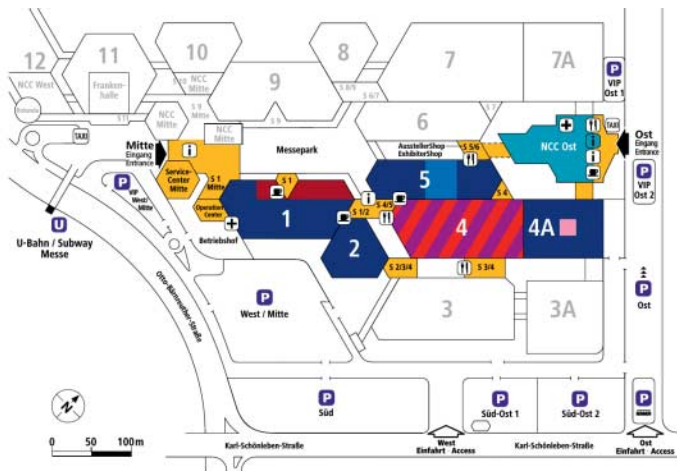 12
NCC West
11
Franken-
halle
10
S 10
NCC
Mitte
9
S 9
Mitte
8
S 8/9
S 6/7
7
7A
P
VIP
Ost 1
Rotunde
TAXI
S 11
NCC
Mitte
NCC
Mitte
S 9
6
S 7
TAXI
Mitte
Eingang
Entrance
i
Messepark
AusstellerShop
ExhibitorShop
S 5/6
NCC Ost
i
i
Ost
Eingang
Entrance
P
VIP
West/
Mitte
Service-
Center
Mitte
S 1
Mitte
S 1
i
5
S 4
P
VIP
Ost 2
Operation
Center
1
S 1/2
S 4/5
4
4A
U
U-Bahn / Subway
Messe
Betriebshof
2
S 2/3/4
S 3/4
P
West / Mitte
3
3A
P
Ost
Otto-Bärnreuther-Straße
N
P
Süd
P
Süd-Ost 1
P
Süd-Ost 2
P
0 50 100 m
Karl-Schönleben-Straße
West
Einfahrt · Access
Karl-Schönleben-Straße
Ost
Einfahrt · Access